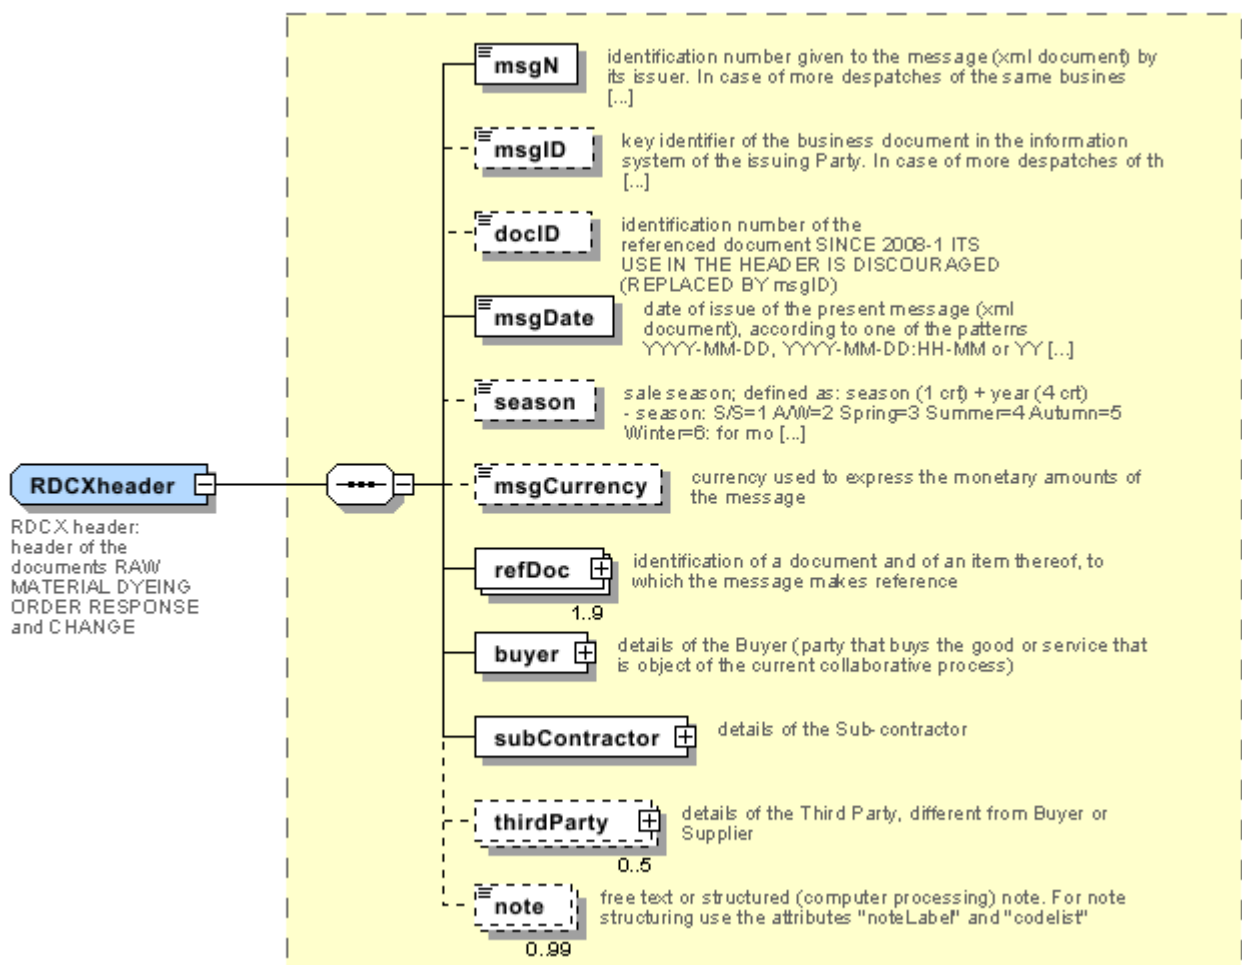 msgN
identification number given to the message (xml document) by
its issuer. In case of more despatches of the same busines
[...]
msgID
key identifier of the business document in the information
system of the issuing Party. In case of more despatches of th
[...]
docID
identification number of the
referenced document SINCE 2008-1 ITS
USE IN THE HEADER IS DISCOURAGED
(REPLACED BY msgID)
msgDate
date of issue of the present message (xml
document), according to one of the patterns
YYYY-MM-DD, YYYY-MM-DD:HH-MM or YY [...]
season
sale season; defined as: season (1 crt) + year (4 crt)
- season: S/S=1 A/W=2 Spring=3 Summer=4 Autumn=5
Winter=6: for mo [...]
RDCXheader
RDCX header:
header of the
documents RAW
MATERIAL DYEING
ORDER RESPONSE
and CHANGE
msgCurrency
currency used to express the monetary amounts of
the message
refDoc
identification of a document and of an item thereof, to
which the message makes reference
1..9
buyer
details of the Buyer (party that buys the good or service that
is object of the current collaborative process)
subContractor
details of the Sub-contractor
thirdParty
details of the Third Party, different from Buyer or
Supplier
0..5
note
free text or structured (computer processing) note. For note
structuring use the attributes "noteLabel" and "codelist"
0..99